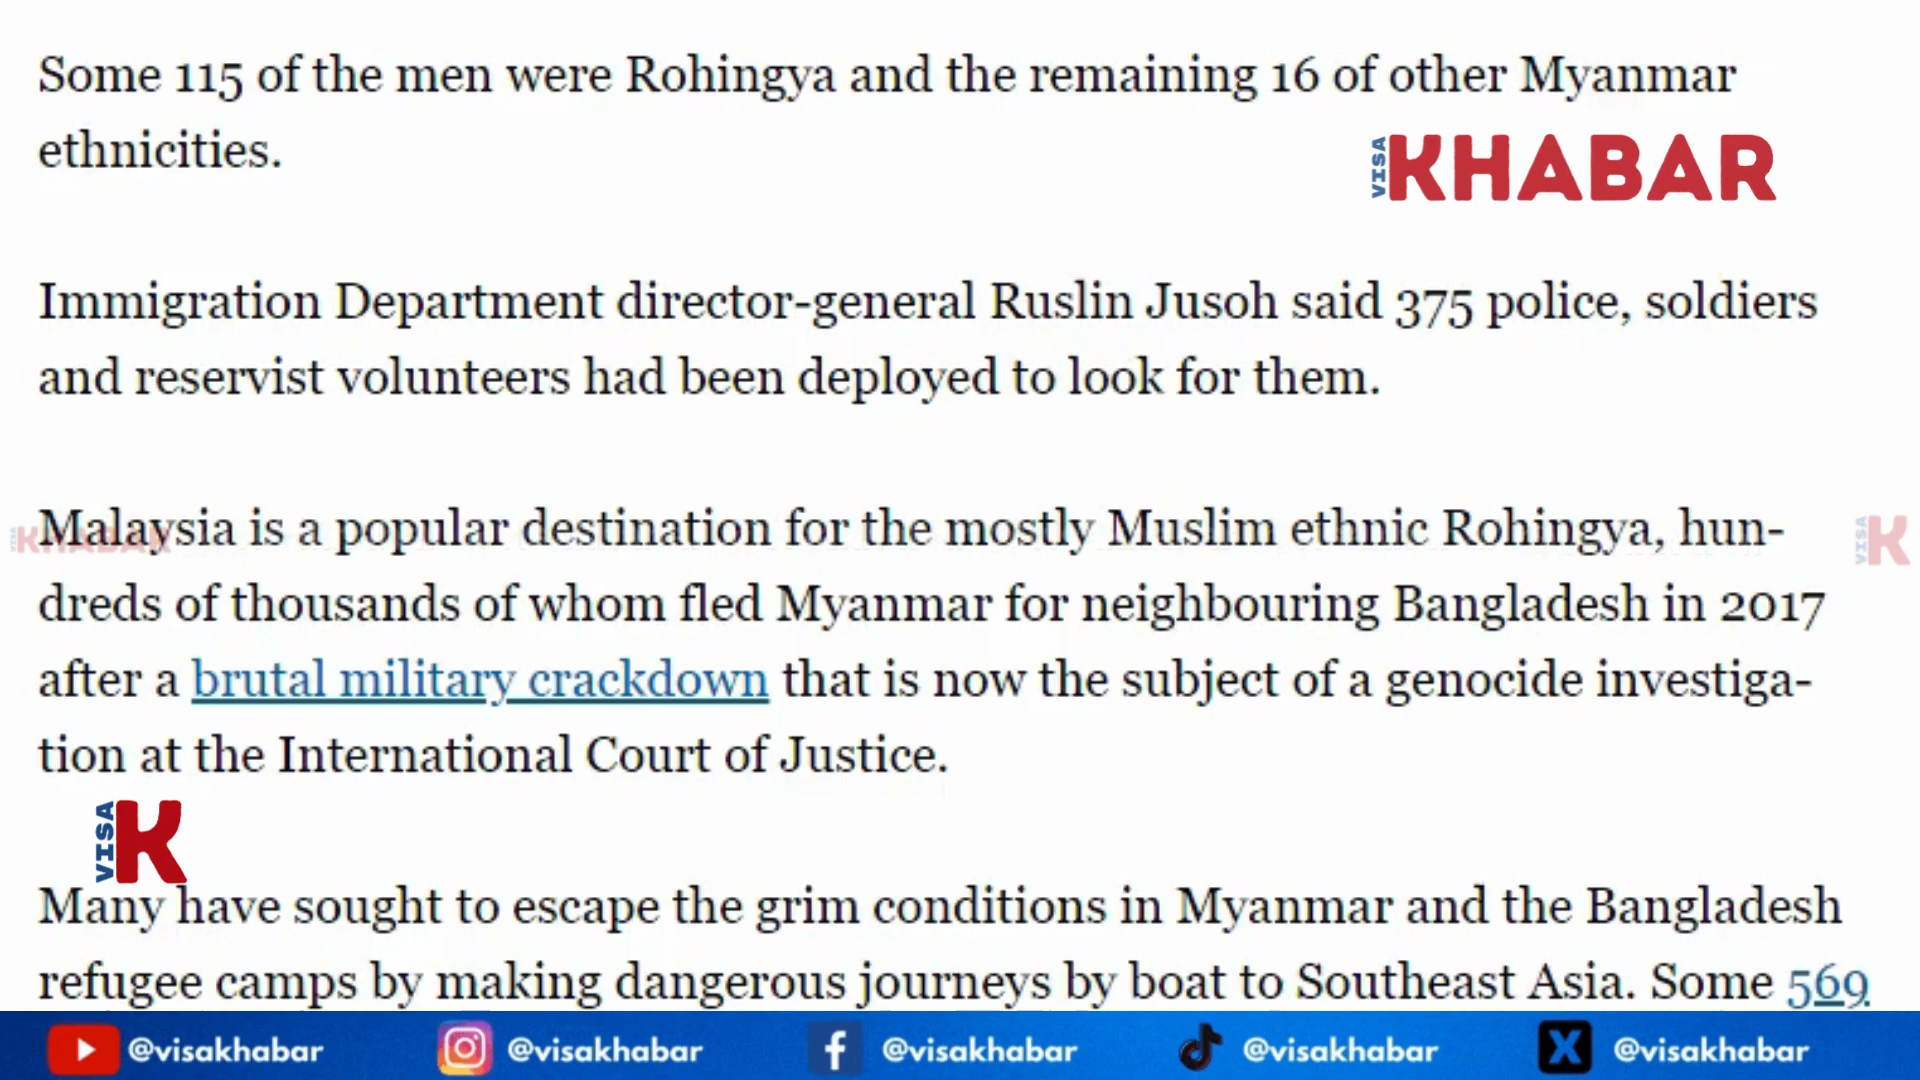 Some 115 of the men were Rohingya and the remaining 16 of other Myanmar
ethnicities.
VISA KHABAR
Immigration Department director-general Ruslin Jusoh said 375 police, soldiers
and reservist volunteers had been deployed to look for them.
VISA KHABAR
Malaysia is a popular destination for the mostly Muslim ethnic Rohingya, hun-
VISA K
dreds of thousands of whom fled Myanmar for neighbouring Bangladesh in 2017
after a brutal military crackdown that is now the subject of a genocide investiga-
tion at the International Court of Justice.
VISA K
Many have sought to escape the grim conditions in Myanmar and the Bangladesh
refugee camps by making dangerous journeys by boat to Southeast Asia. Some 569
@visakhabar @visakhabar @visakhabar @visakhabar @visakhabar